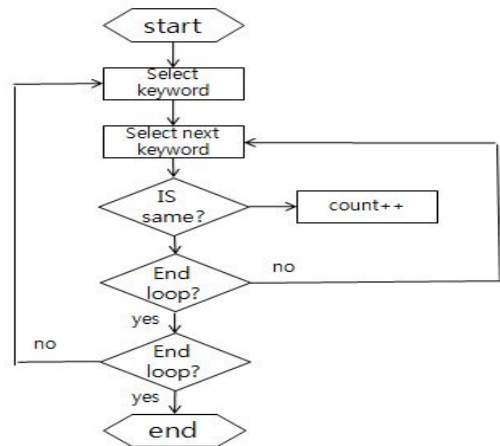 start
Select
keyword
Select next
keyword
IS
same?
count++
End
loop?
no
yes
End
loop?
no
yes
end